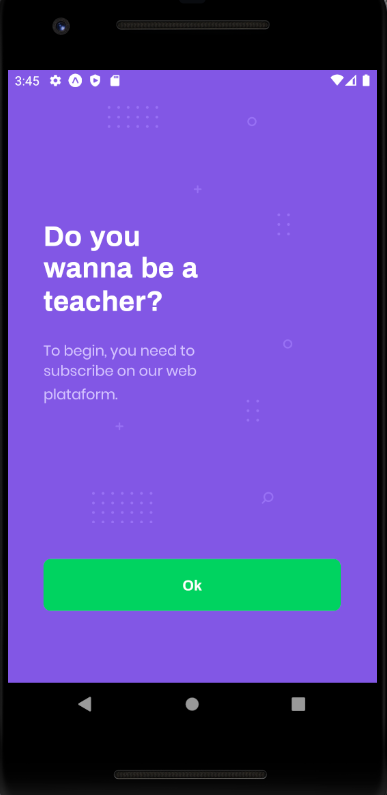 3:45
Do you
wanna be a
teacher?
To begin, you need to
subscribe on our web
plataform.
Ok